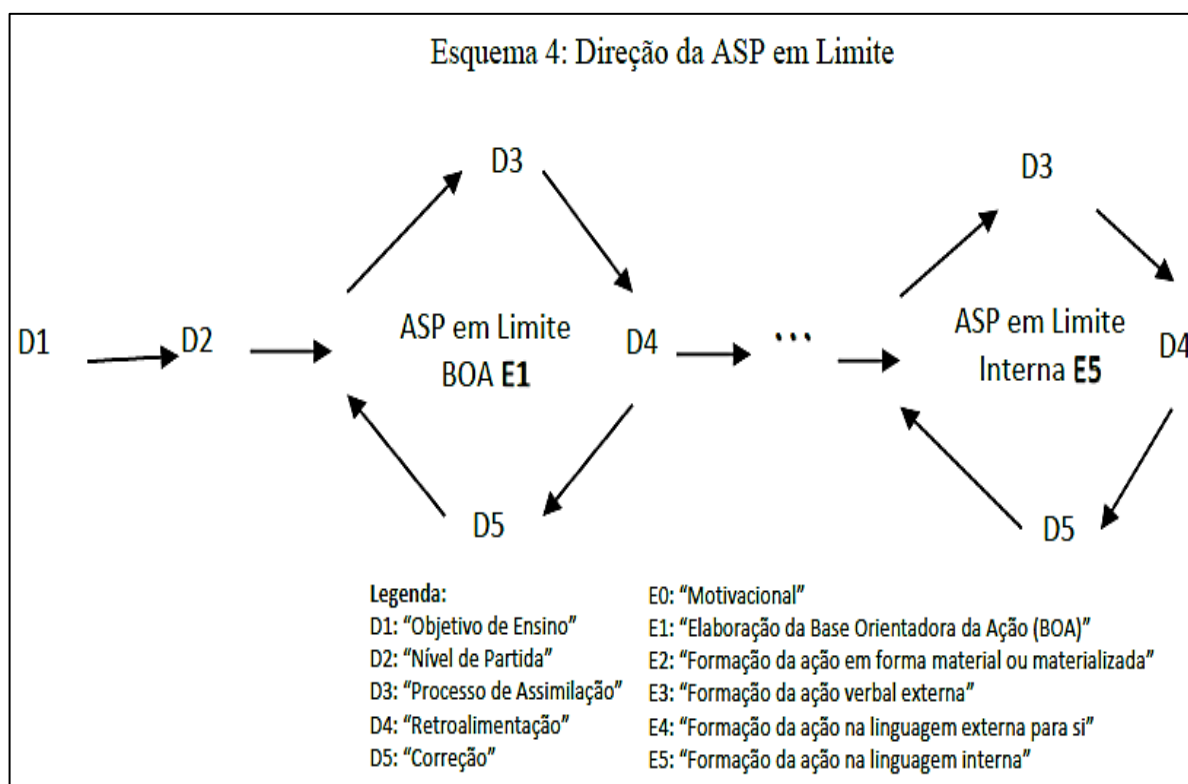 Esquema 4: Direção da ASP em Limite
D3
D3
D1
D2
ASP em Limite
BOA E1
D4
...
ASP em Limite
Interna E5
D4
D5
D5
Legenda:
D1: “Objetivo de Ensino”
D2: “Nível de Partida”
D3: “Processo de Assimilação”
D4: “Retroalimentação”
D5: “Correção”
E0: “Motivacional”
E1: “Elaboração da Base Orientadora da Ação (BOA)”
E2: “Formação da ação em forma material ou materializada”
E3: “Formação da ação verbal externa”
E4: “Formação da ação na linguagem externa para si”
E5: “Formação da ação na linguagem interna”